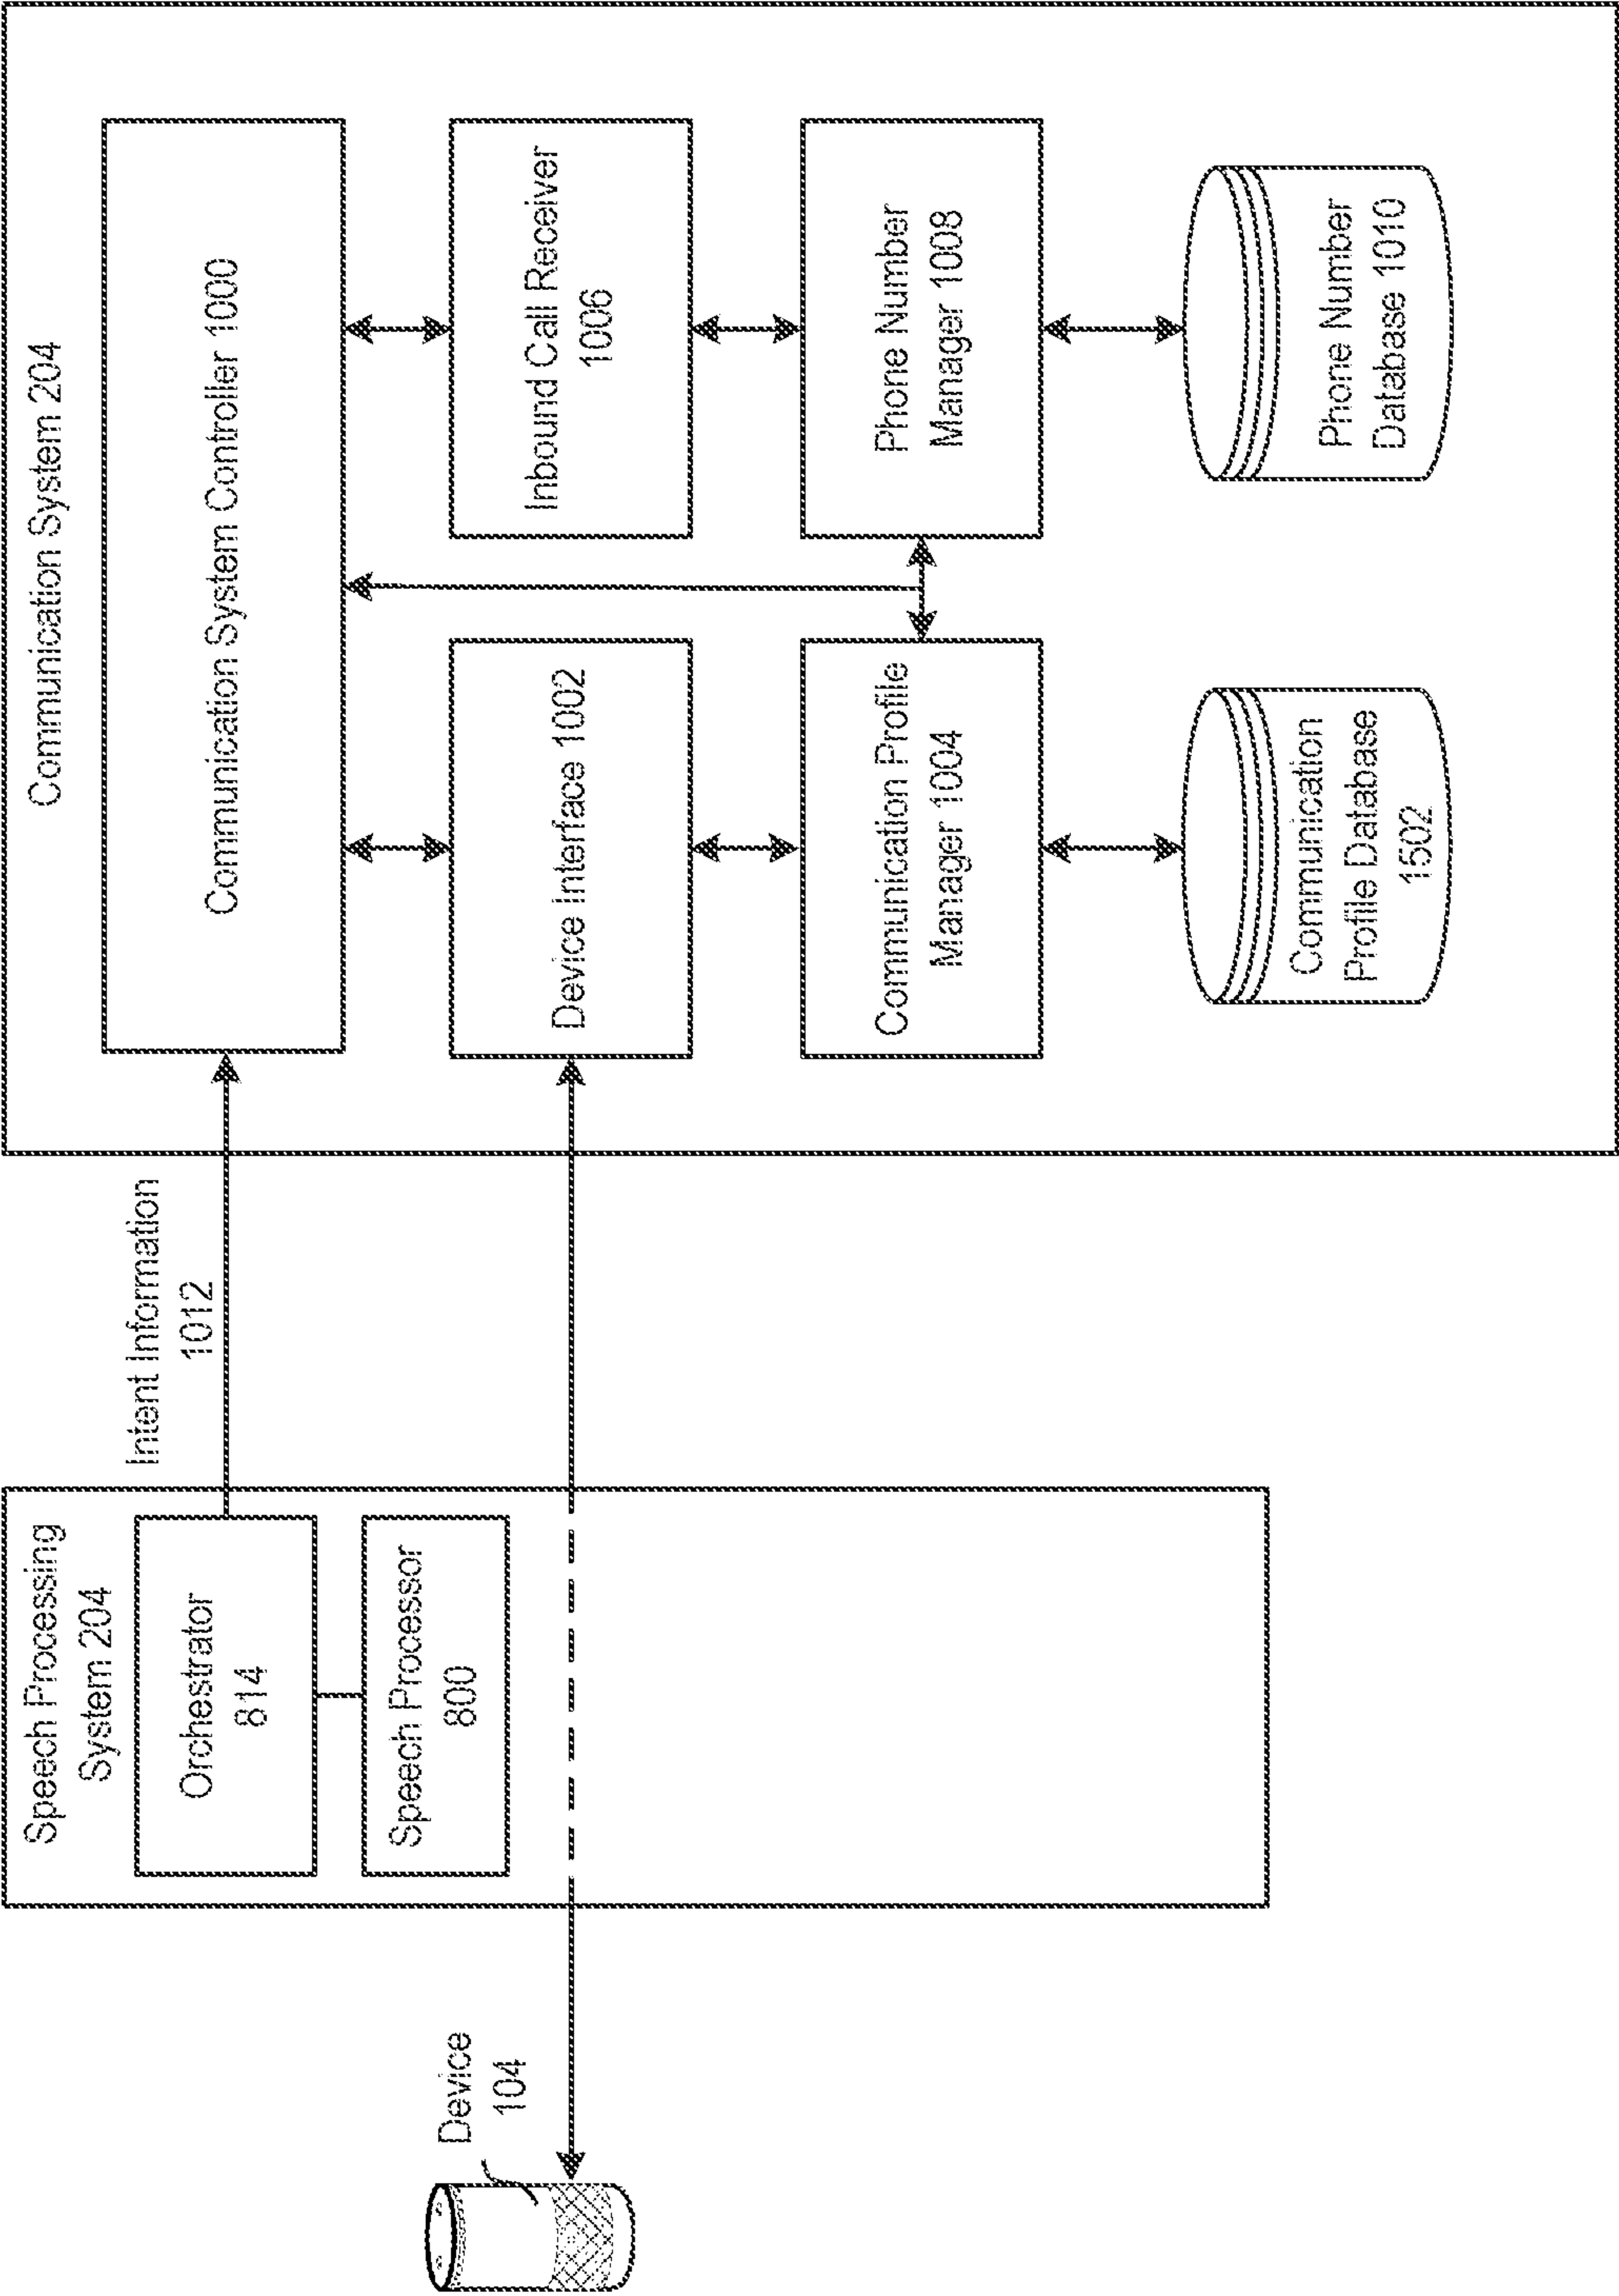 Device
104
Speech Processing
System 204
Orchestrator
814
Speech Processor
800
Intent Information
1012
Communication System 204
Communication System Controller 1000
Device Interface 1002
Inbound Call Receiver
1006
Communication Profile
Manager 1004
Phone Number
Manager 1008
Communication
Profile Database
1502
Phone Number
Database 1010